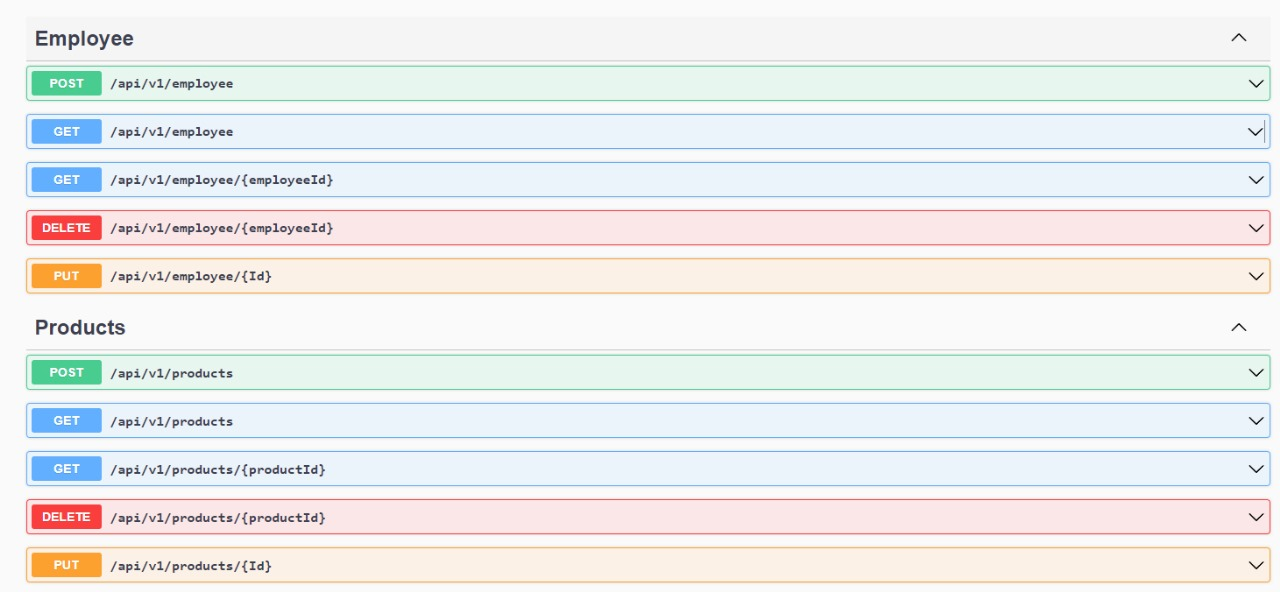 Employee
POST /api/v1/employee
GET /api/v1/employee
GET /api/v1/employee/{employeeId}
DELETE /api/v1/employee/{employeeId}
PUT /api/v1/employee/{Id}
Products
POST /api/v1/products
GET /api/v1/products
GET /api/v1/products/{productId}
DELETE /api/v1/products/{productId}
PUT /api/v1/products/{Id}